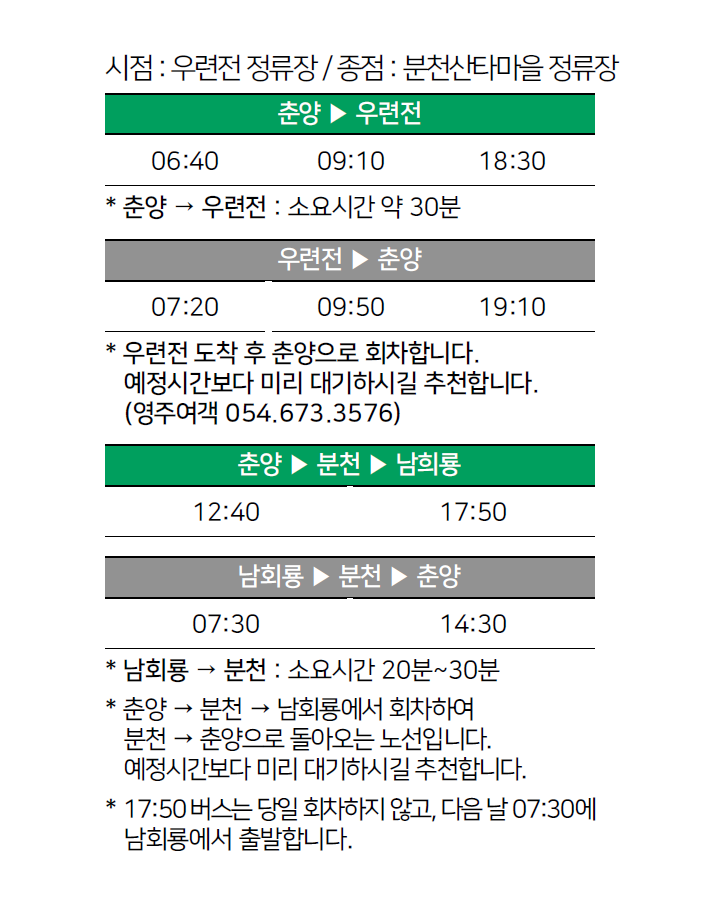 시점 : 우련전 정류장 / 종점 : 분천산타마을 정류장
춘양 ▶ 우련전
06:40 09:10 18:30
* 춘양 → 우련전 : 소요시간 약 30분
우련전 ▶ 춘양
07:20 09:50 19:10
* 우련전 도착 후 춘양으로 회차합니다.
예정시간보다 미리 대기하시길 추천합니다.
(영주여객 054.673.3576)
춘양 ▶ 분천 ▶ 남희룡
12:40 17:50
남회룡 ▶ 분천 ▶ 춘양
07:30 14:30
* 남회룡 → 분천 : 소요시간 20분~30분
* 춘양 → 분천 → 남회룡에서 회차하여
분천 → 춘양으로 돌아오는 노선입니다.
예정시간보다 미리 대기하시길 추천합니다.
* 17:50 버스는 당일 회차하지 않고, 다음 날 07:30에
남회룡에서 출발합니다.